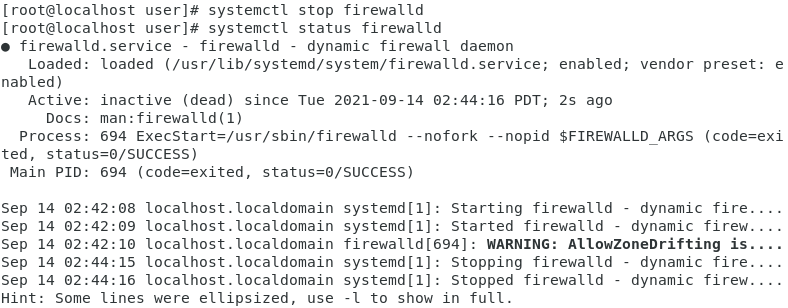 [root@localhost user]# systemctl stop firewalld
[root@localhost user]# systemctl status firewalld
● firewalld.service - firewalld - dynamic firewall daemon
   Loaded: loaded (/usr/lib/systemd/system/firewalld.service; enabled; vendor preset: e
nabled)
   Active: inactive (dead) since Tue 2021-09-14 02:44:16 PDT; 2s ago
     Docs: man:firewalld(1)
  Process: 694 ExecStart=/usr/sbin/firewalld --nofork --nopid $FIREWALLD_ARGS (code=exi
ted, status=0/SUCCESS)
 Main PID: 694 (code=exited, status=0/SUCCESS)

Sep 14 02:42:08 localhost.localdomain systemd[1]: Starting firewalld - dynamic fire....
Sep 14 02:42:09 localhost.localdomain systemd[1]: Started firewalld - dynamic firew....
Sep 14 02:42:10 localhost.localdomain firewalld[694]: WARNING: AllowZoneDrifting is....
Sep 14 02:44:15 localhost.localdomain systemd[1]: Stopping firewalld - dynamic fire....
Sep 14 02:44:16 localhost.localdomain systemd[1]: Stopped firewalld - dynamic firew....
Hint: Some lines were ellipsized, use -l to show in full.